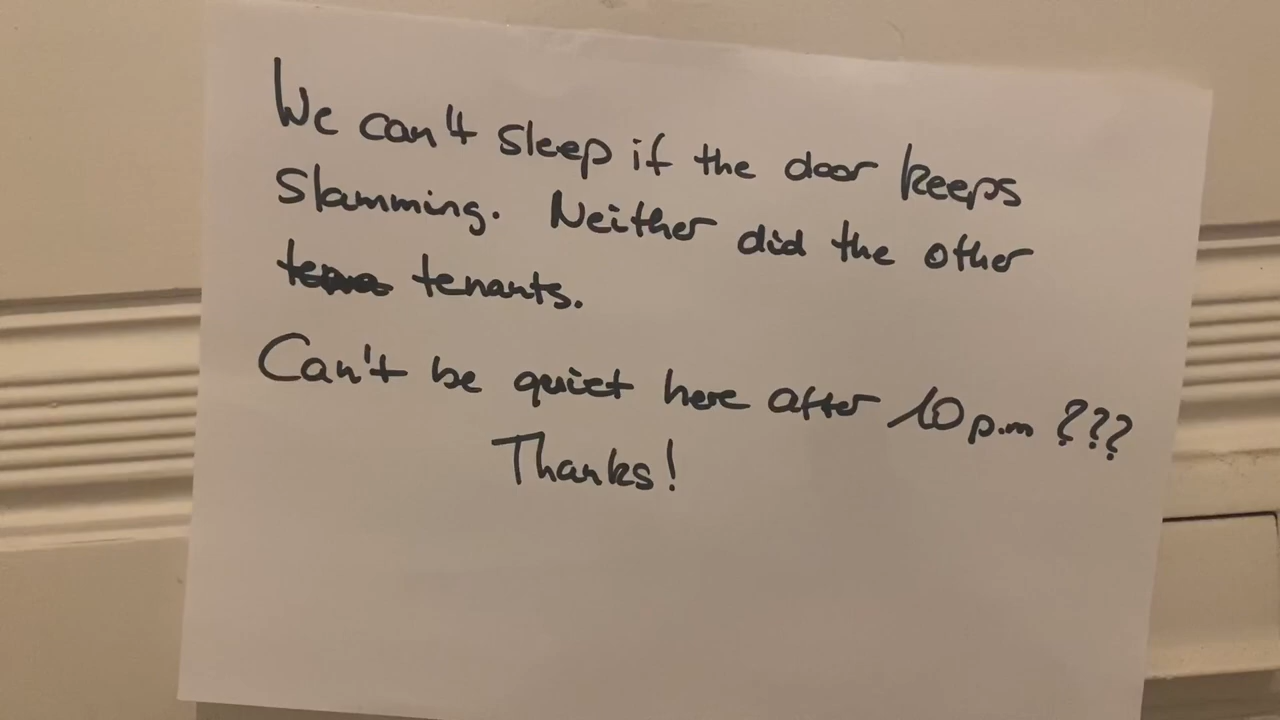 We can't sleep if the door keeps
slamming. Neither did the other
tenants.
Can't be quiet here after 10 p.m ???
Thanks!